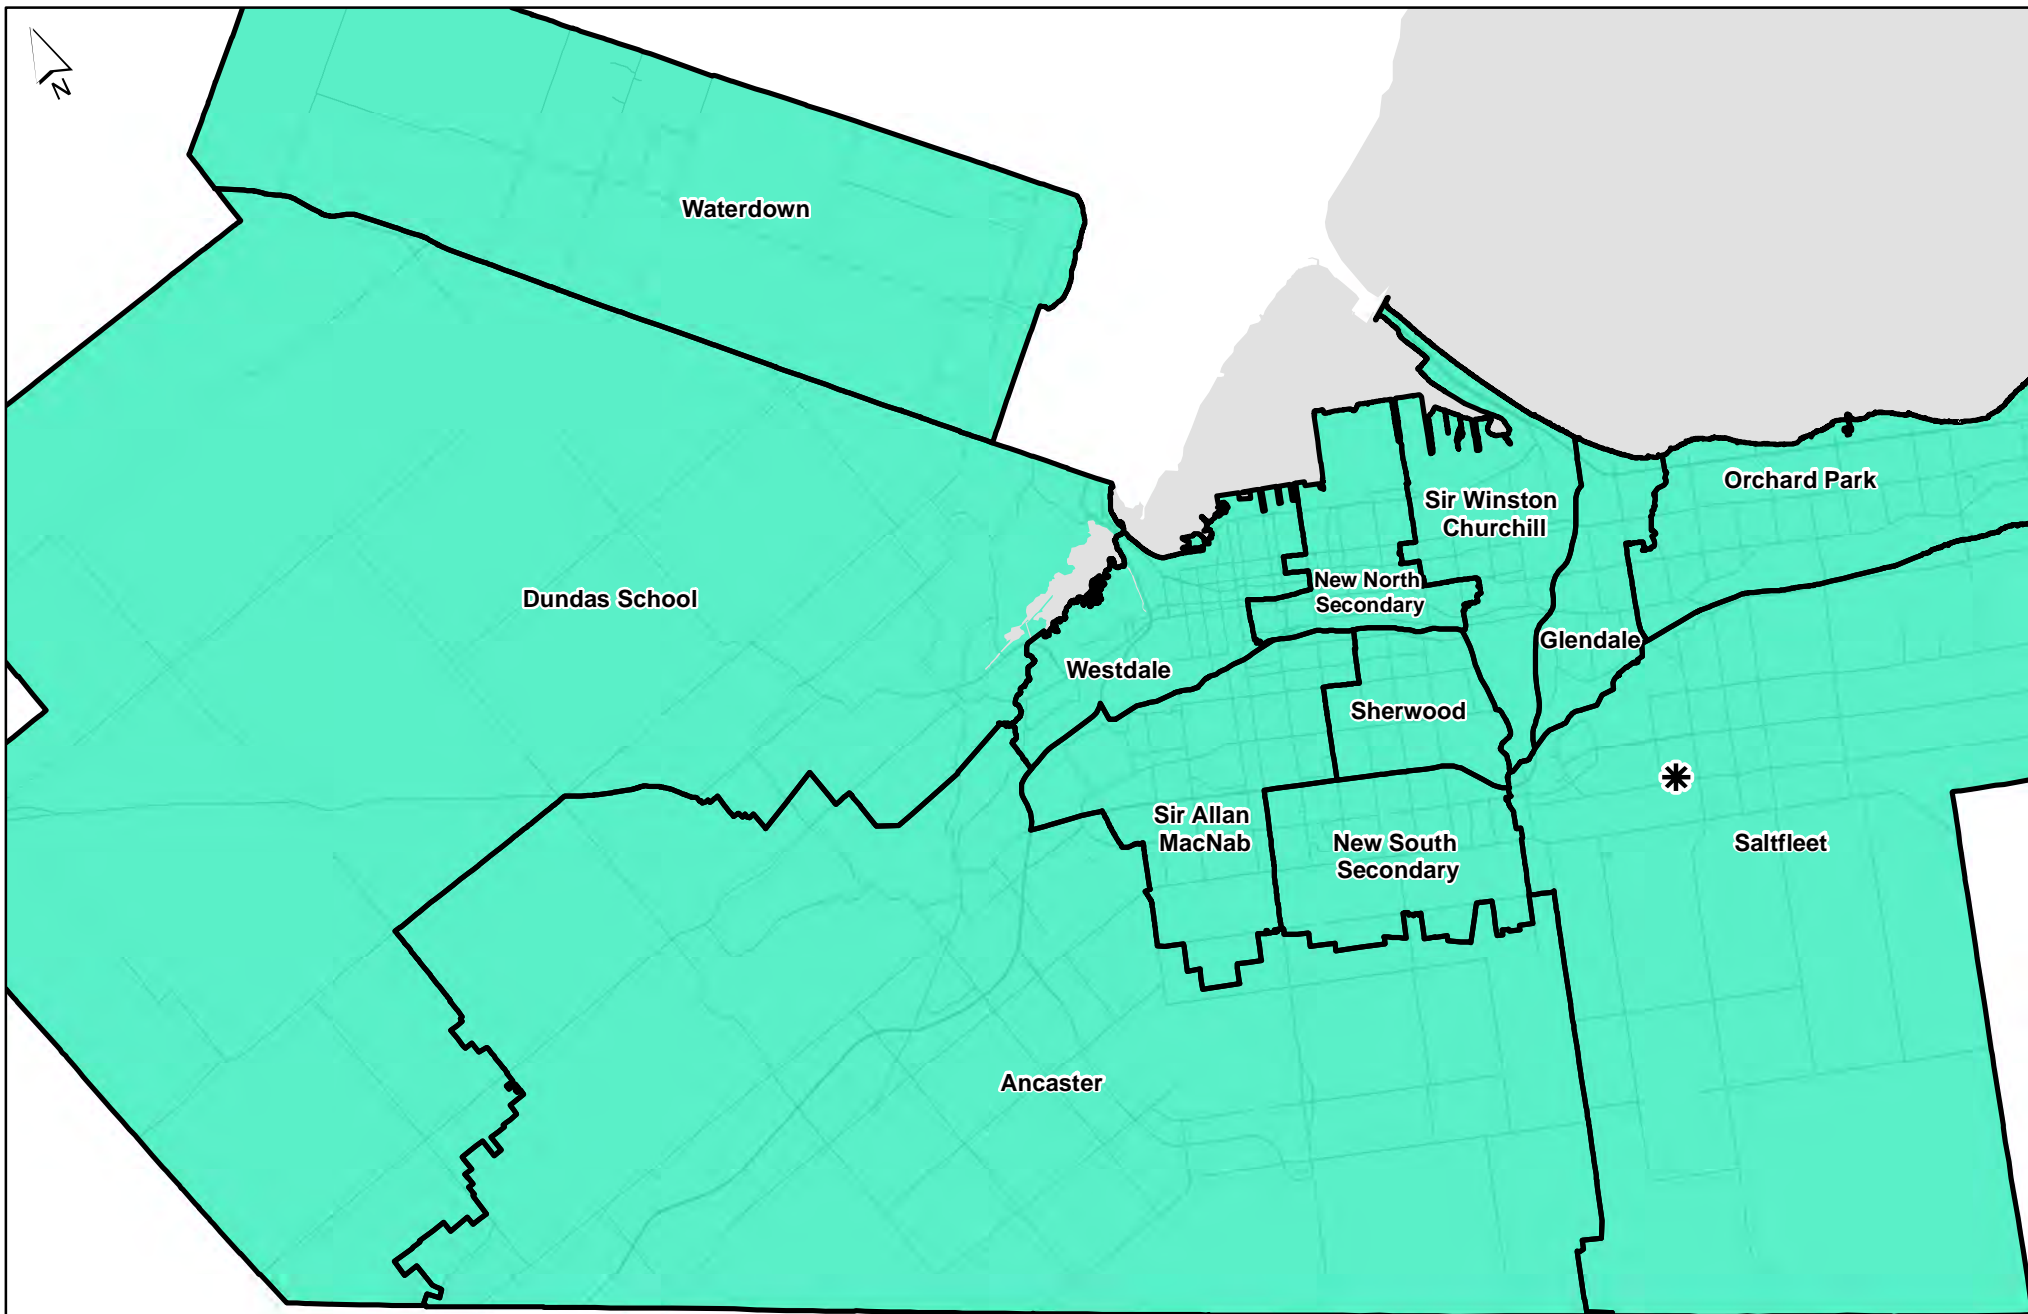 N
Waterdown
Orchard Park
Sir Winston
Churchill
New North
Secondary
Dundas School
Glendale
Westdale
Sherwood
Sir Allan
MacNab
New South
Secondary
Saltfleet
Ancaster